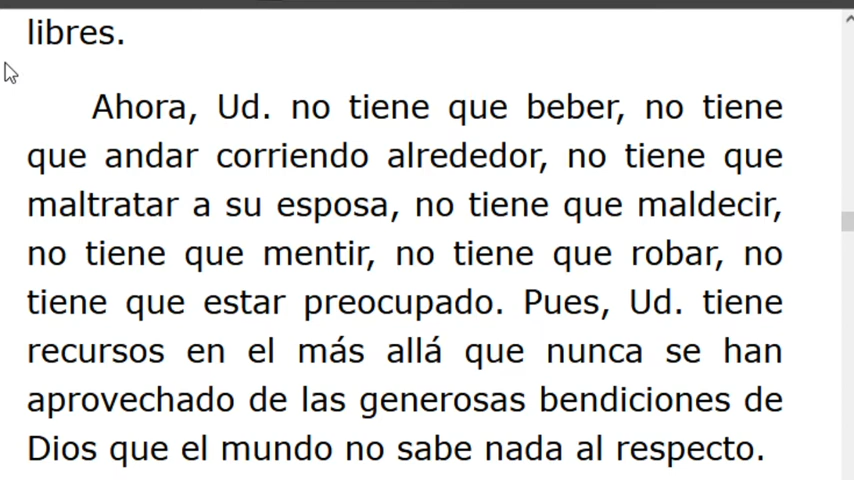 libres.
Ahora, Ud. no tiene que beber, no tiene
que andar corriendo alrededor, no tiene que
maltratar a su esposa, no tiene que maldecir,
no tiene que mentir, no tiene que robar, no
tiene que estar preocupado. Pues, Ud. tiene
recursos en el más allá que nunca se han
aprovechado de las generosas bendiciones de
Dios que el mundo no sabe nada al respecto.